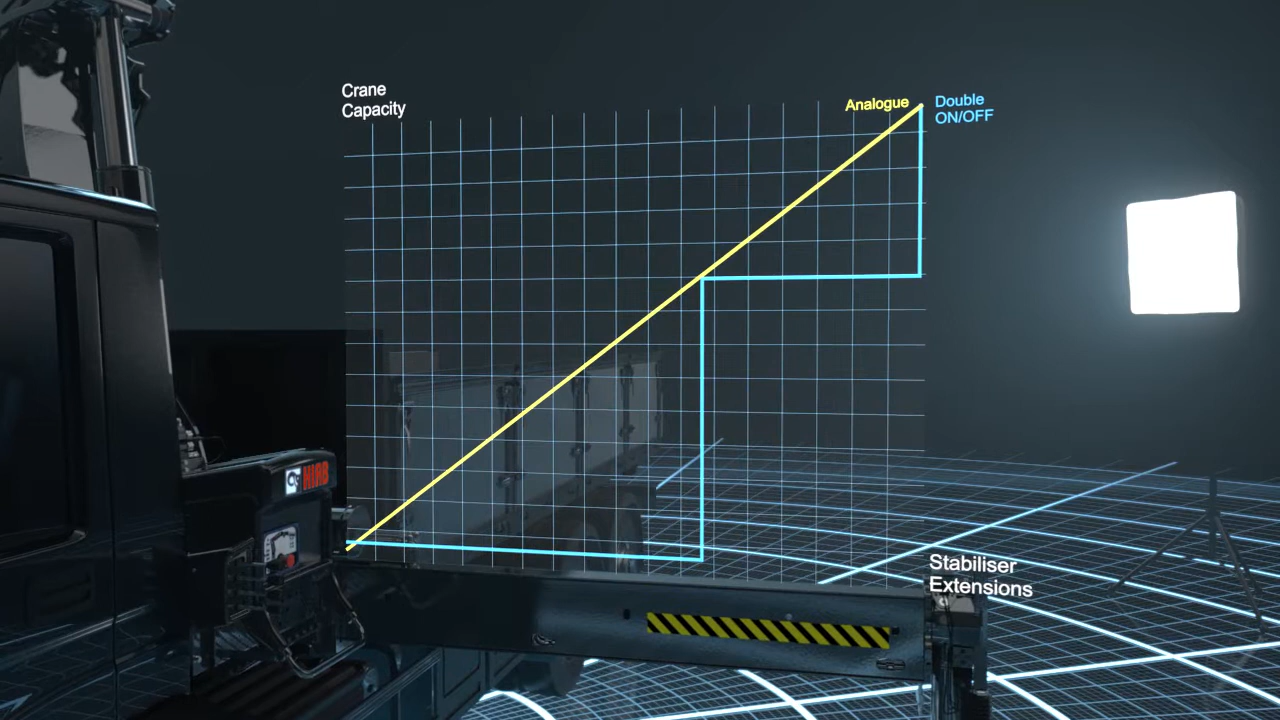 Crane
Capacity
Analogue
Double
ON/OFF
HIAB
Stabiliser
Extensions